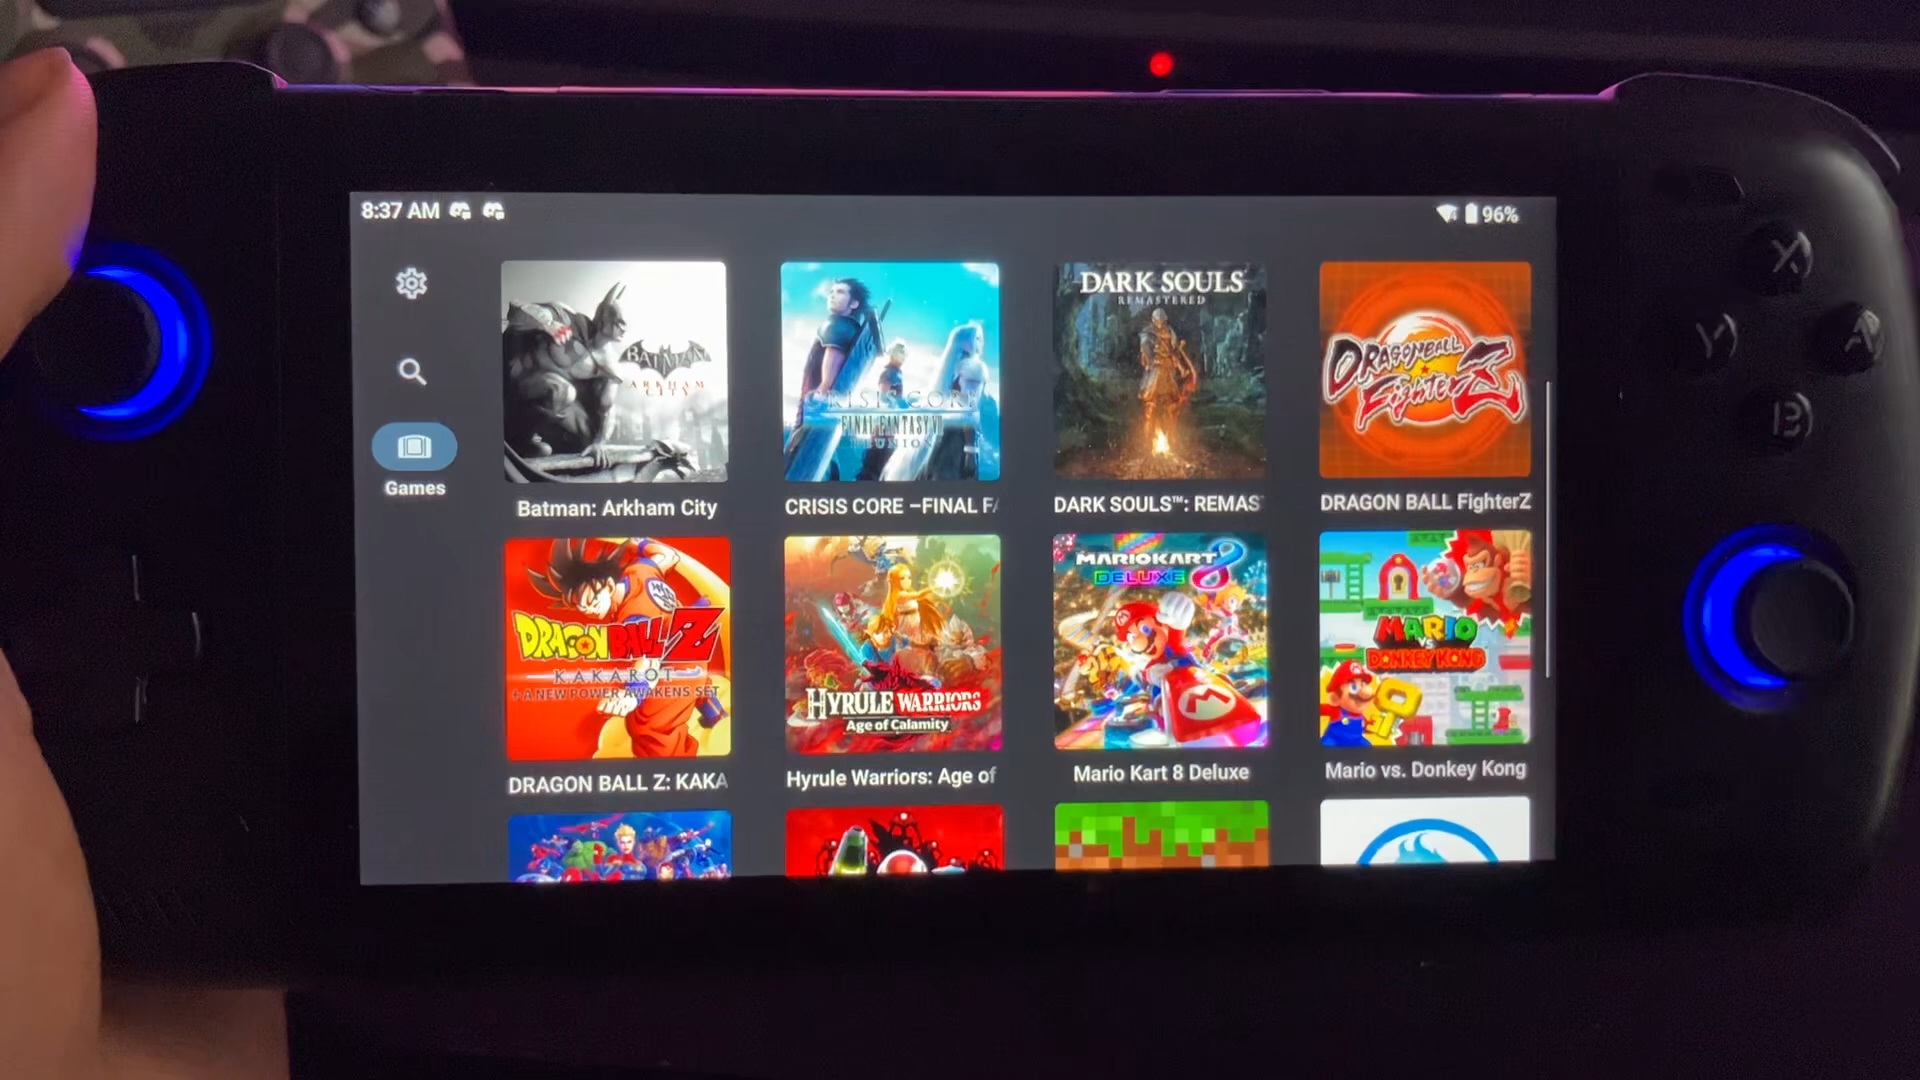 8:37 AM
96%
Games
BATMAN
ARKHAM
CITY
CRISIS CORE
FINAL FANTASY VII
REUNION
DARK SOULS
REMASTERED
DRAGONBALL
FighterZ
Batman: Arkham City
CRISIS CORE –FINAL FA
DARK SOULS™: REMAS
DRAGON BALL FighterZ
DRAGON BALL Z
KAKAROT
+ A NEW POWER AWAKENS SET
HYRULE WARRIORS
Age of Calamity
MARIOKART 8
DELUXE
M
MARIO
VS
DONKEY KONG
DRAGON BALL Z: KAKA
Hyrule Warriors: Age of
Mario Kart 8 Deluxe
Mario vs. Donkey Kong
X
Y
A
B